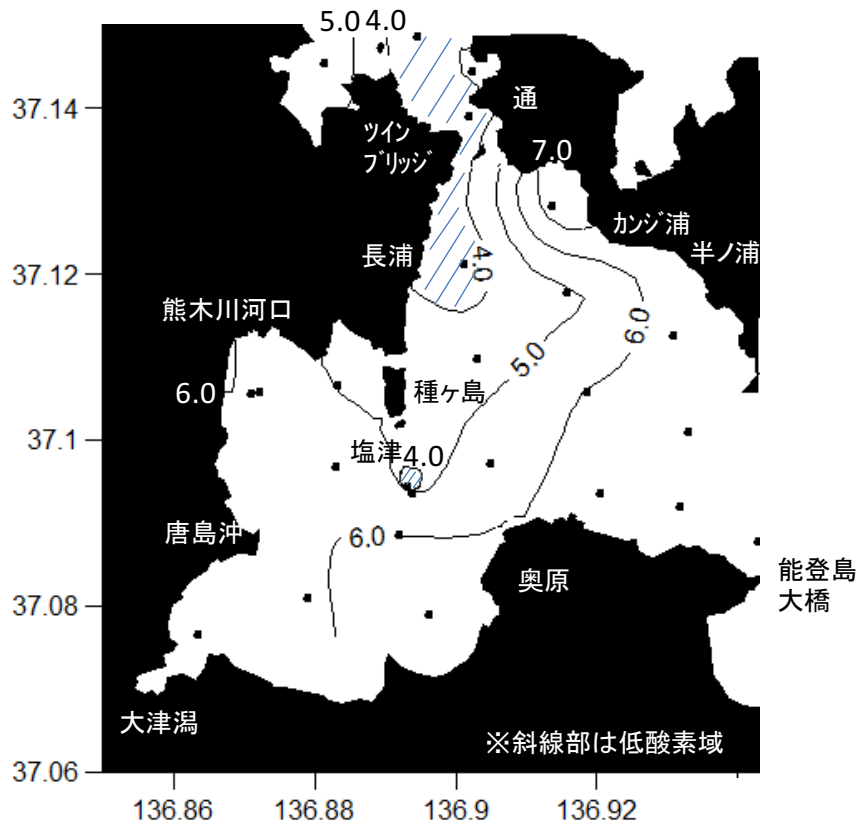 5.0
4.0
37.14
通
ツイン
ブリッジ
7.0
カンジ浦
半ノ浦
長浦
4.0
37.12
熊木川河口
6.0
5.0
6.0
種ヶ島
37.1
塩津
4.0
唐島沖
6.0
奥原
能登島
大橋
37.08
大津潟
※斜線部は低酸素域
37.06
136.86
136.88
136.9
136.92